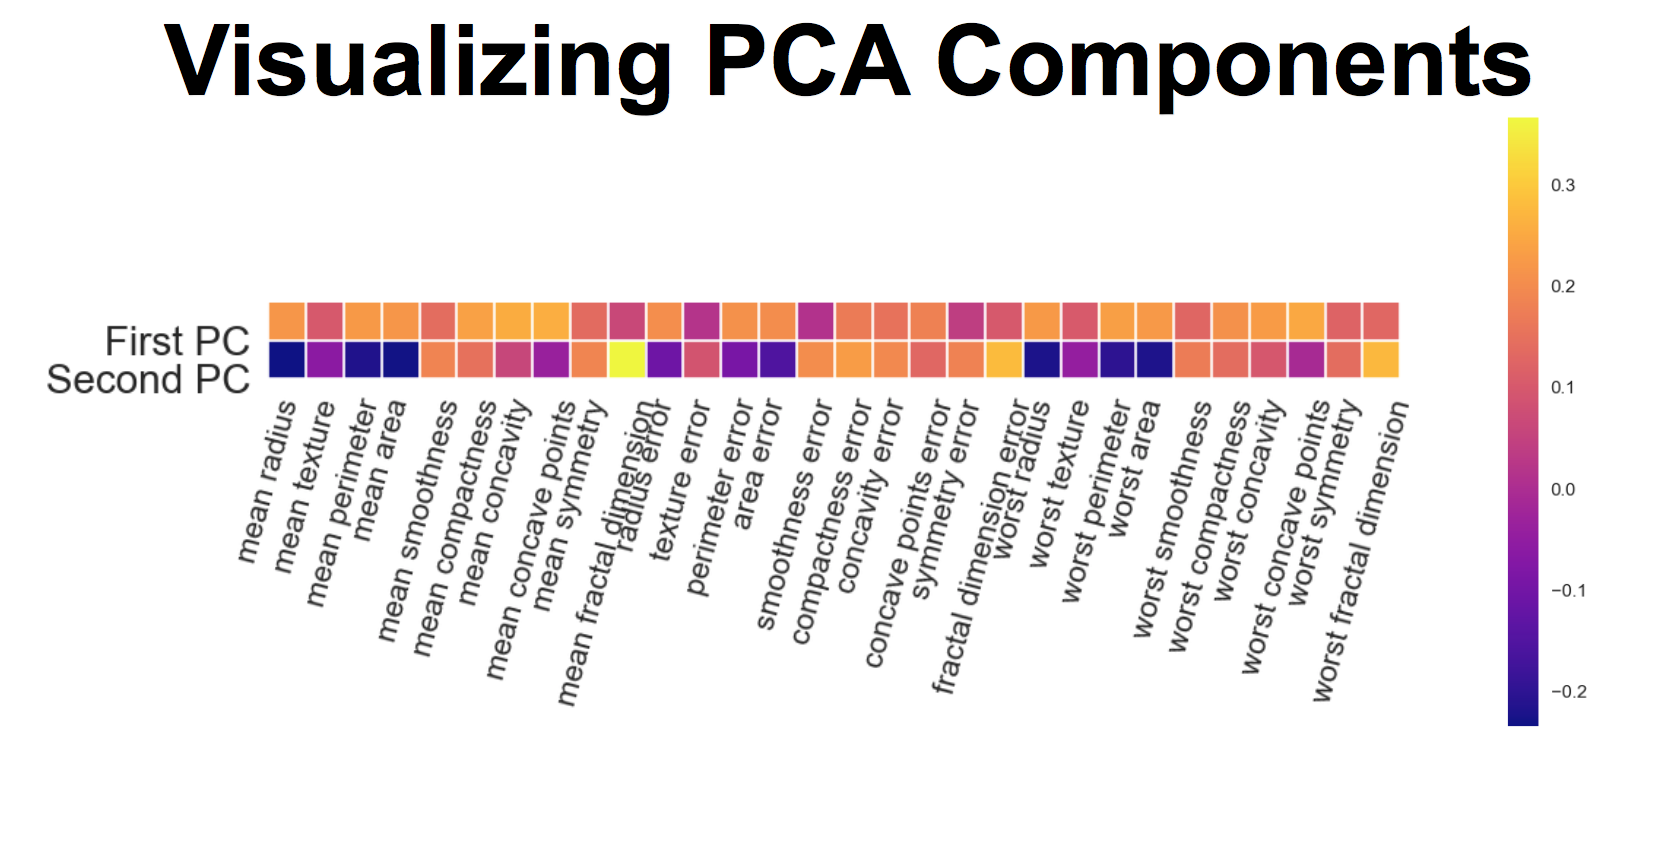 Visualizing PCA Components
First PC
Second PC
mean radius
mean texture
mean perimeter
mean area
mean smoothness
mean compactness
mean concavity
mean concave points
mean symmetry
mean fractal dimension
radius error
texture error
perimeter error
area error
smoothness error
compactness error
concavity error
concave points error
symmetry error
fractal dimension error
worst radius
worst texture
worst perimeter
worst area
worst smoothness
worst compactness
worst concavity
worst concave points
worst symmetry
worst fractal dimension
0.3
0.2
0.1
0.0
−0.1
−0.2